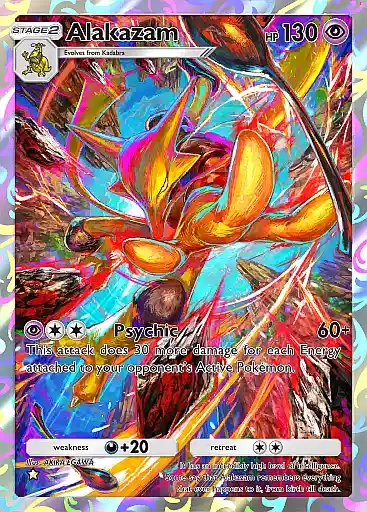 STAGE 2
Alakazam
HP 130
Evolves from Kadabra
Psychic 60+
This attack does 30 more damage for each Energy
attached to your opponent's Active Pokémon.
weakness +20
retreat
Illus. AKIRA EGAWA
It has an incredibly high level of intelligence.
Some say that Alakazam remembers everything
that ever happens to it, from birth till death.